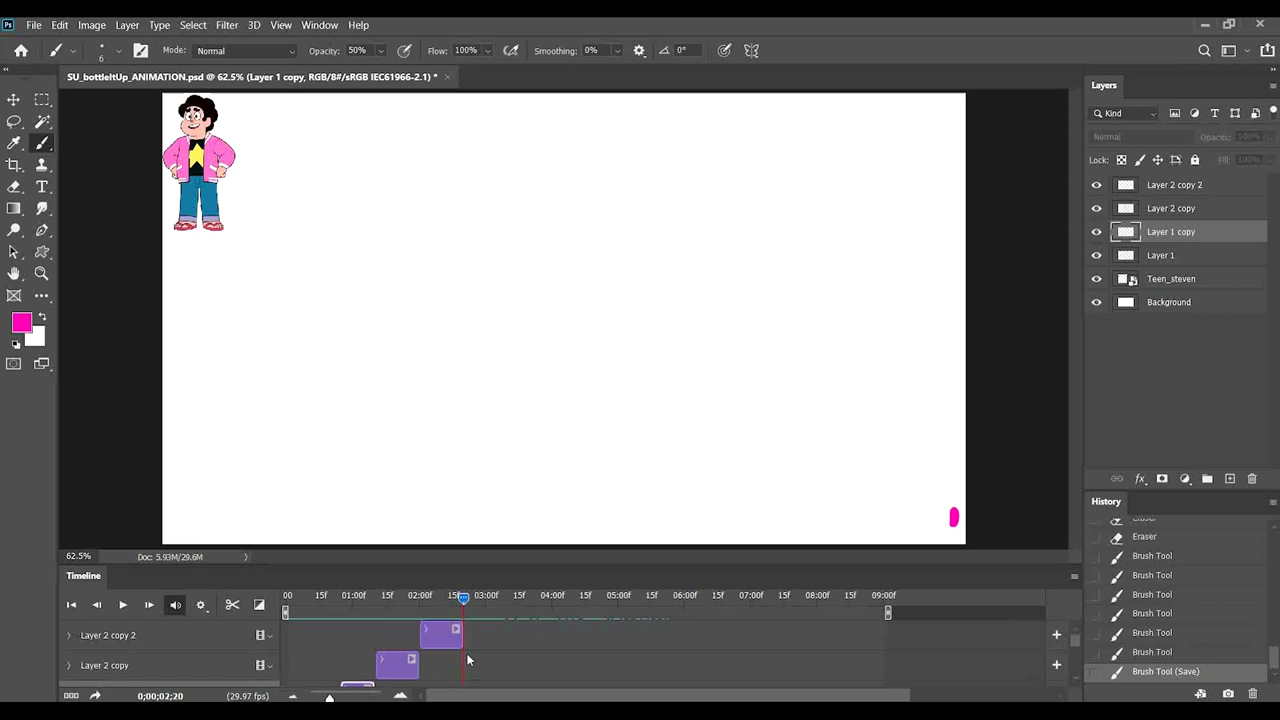 Ps File Edit Image Layer Type Select Filter 3D View Window Help
6 Mode: Normal Opacity: 50% Flow: 100% Smoothing: 0% 0°
SU_bottleItUp_ANIMATION.psd @ 62.5% (Layer 1 copy, RGB/8#/sRGB IEC61966-2.1) *
Layers
Kind
Normal Opacity: 100%
Lock: Fill: 100%
Layer 2 copy 2
Layer 2 copy
Layer 1 copy
Layer 1
Teen_steven
Background
fx
History
Eraser
Eraser
Brush Tool
Brush Tool
Brush Tool
Brush Tool
Brush Tool
Brush Tool
Brush Tool (Save)
62.5% Doc: 5.93M/29.6M
Timeline
00 15f 01:00f 15f 02:00f 15f 03:00f 15f 04:00f 15f 05:00f 15f 06:00f 15f 07:00f 15f 08:00f 15f 09:00f
Layer 2 copy 2
Layer 2 copy
0;00;02;20 (29.97 fps)